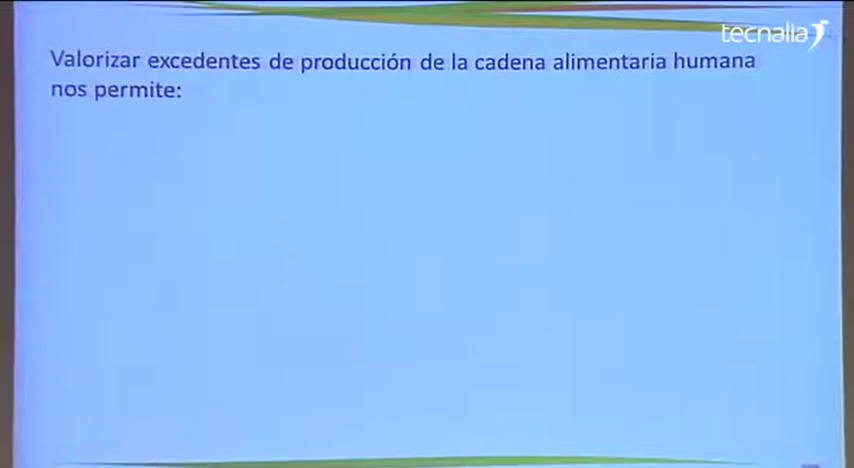 tecnalia
Valorizar excedentes de producción de la cadena alimentaria humana
nos permite: